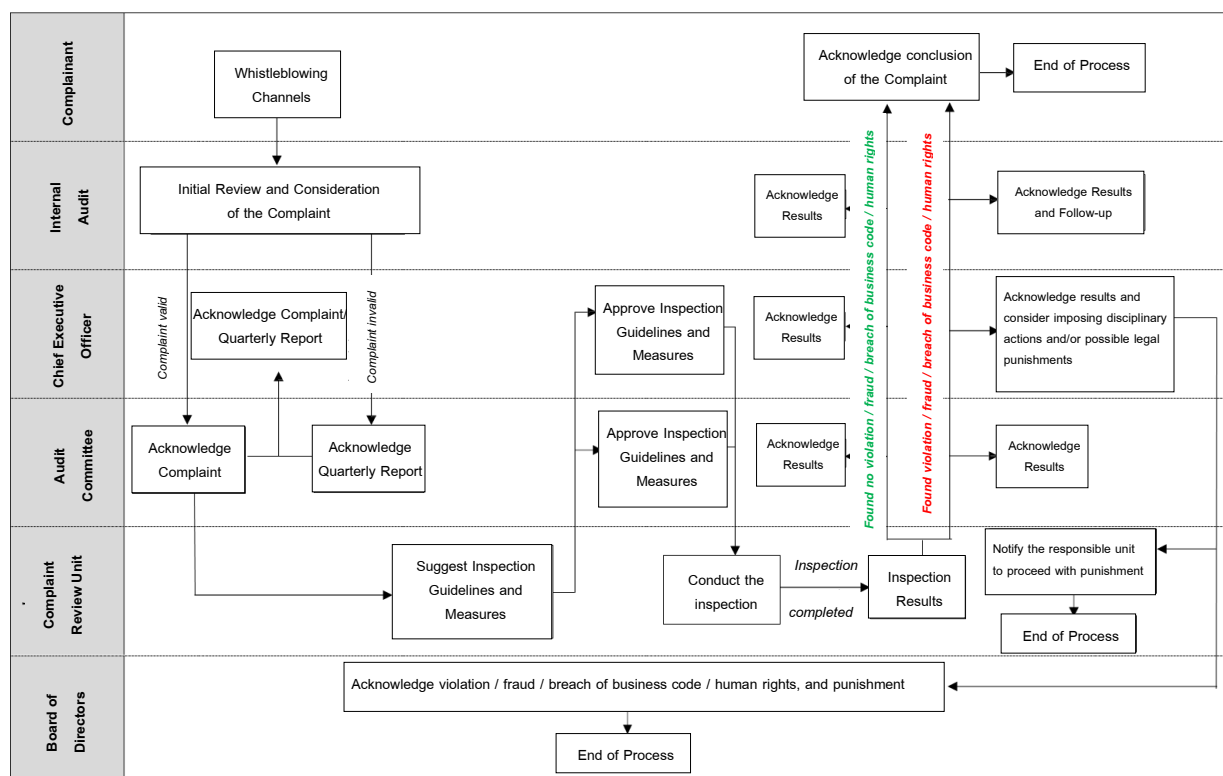 Complainant
Whistleblowing
Channels
Acknowledge conclusion
of the Complaint
End of Process
Internal
Audit
Initial Review and Consideration
of the Complaint
Acknowledge
Results
Acknowledge Results
and Follow-up
Found no violation / fraud / breach of business code / human rights
Found violation / fraud / breach of business code / human rights
Chief Executive
Officer
Complaint valid
Acknowledge Complaint/
Quarterly Report
Complaint invalid
Approve Inspection
Guidelines and
Measures
Acknowledge
Results
Acknowledge results and
consider imposing disciplinary
actions and/or possible legal
punishments
Audit
Committee
Acknowledge
Complaint
Acknowledge
Quarterly Report
Approve Inspection
Guidelines and
Measures
Acknowledge
Results
Acknowledge
Results
Complaint
Review Unit
Suggest Inspection
Guidelines and
Measures
Conduct the
inspection
Inspection
completed
Inspection
Results
Notify the responsible unit
to proceed with punishment
End of Process
Board of
Directors
Acknowledge violation / fraud / breach of business code / human rights, and punishment
End of Process